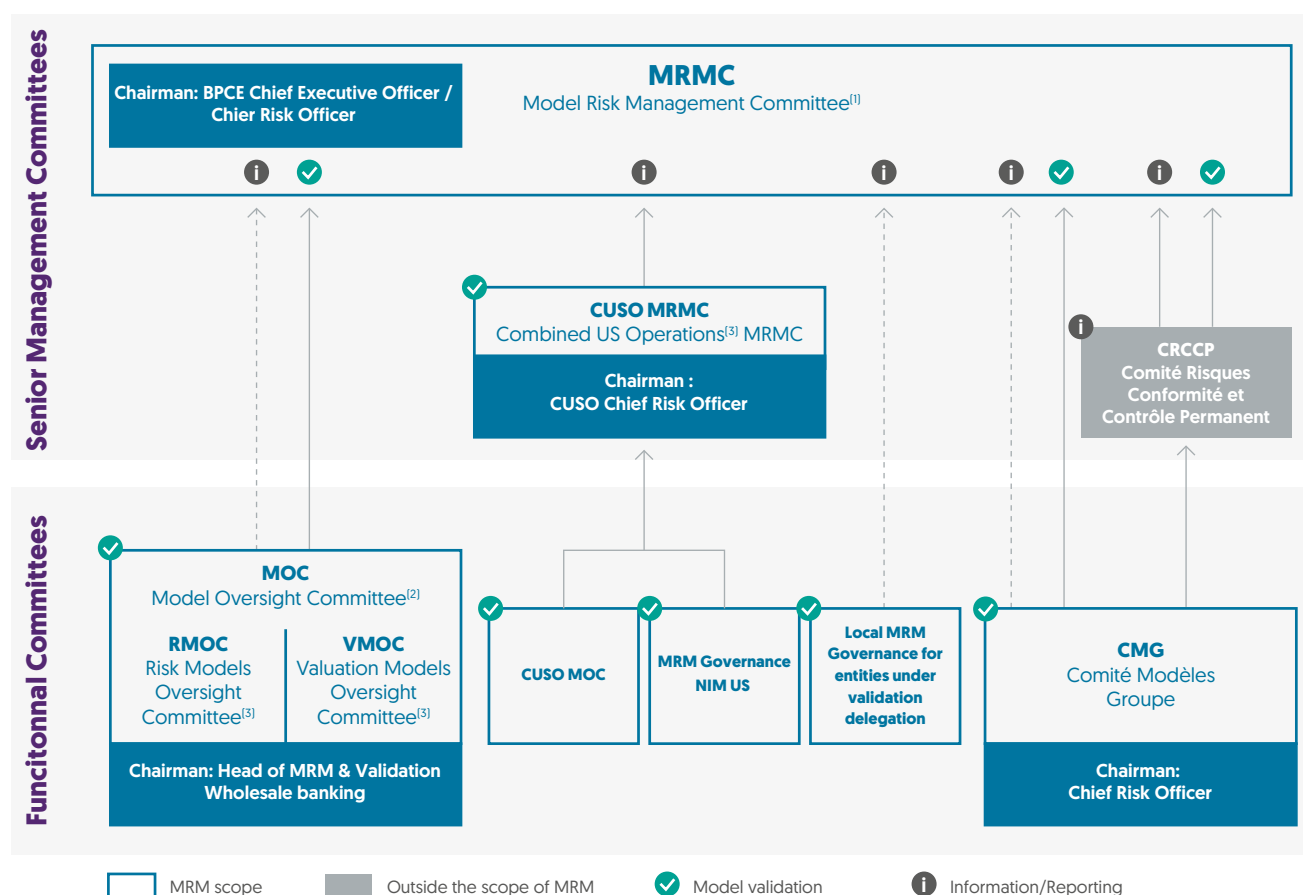 Senior Management Committees
Chairman: BPCE Chief Executive Officer /
Chier Risk Officer
MRMC
Model Risk Management Committee(1)
i
i
i
i
i
CUSO MRMC
Combined US Operations(3) MRMC
Chairman :
CUSO Chief Risk Officer
i
CRCCP
Comité Risques
Conformité et
Contrôle Permanent
Funcitonnal Committees
MOC
Model Oversight Committee(2)
RMOC
Risk Models
Oversight
Committee(3)
VMOC
Valuation Models
Oversight
Committee(3)
Chairman: Head of MRM & Validation
Wholesale banking
CUSO MOC
MRM Governance
NIM US
Local MRM
Governance for
entities under
validation
delegation
CMG
Comité Modèles
Groupe
Chairman:
Chief Risk Officer
MRM scope
Outside the scope of MRM
Model validation
i
Information/Reporting